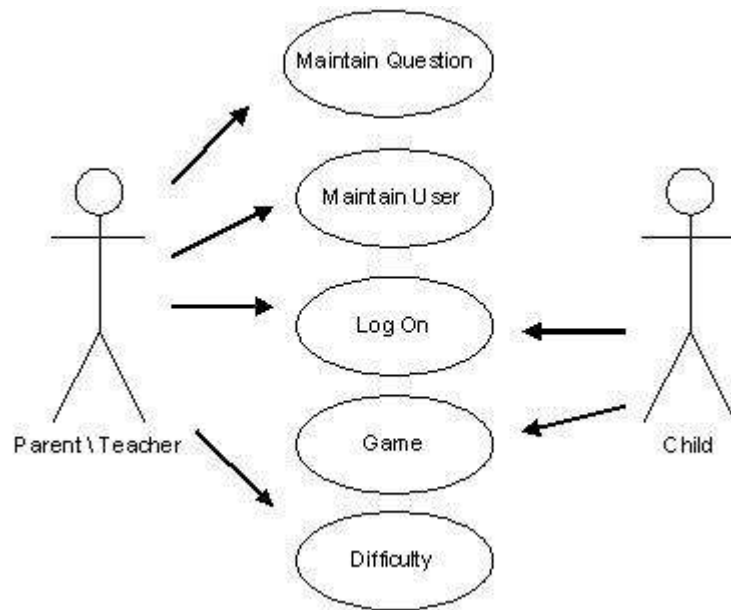 Maintain Question
Maintain User
Log On
Parent \ Teacher
Game
Child
Difficulty